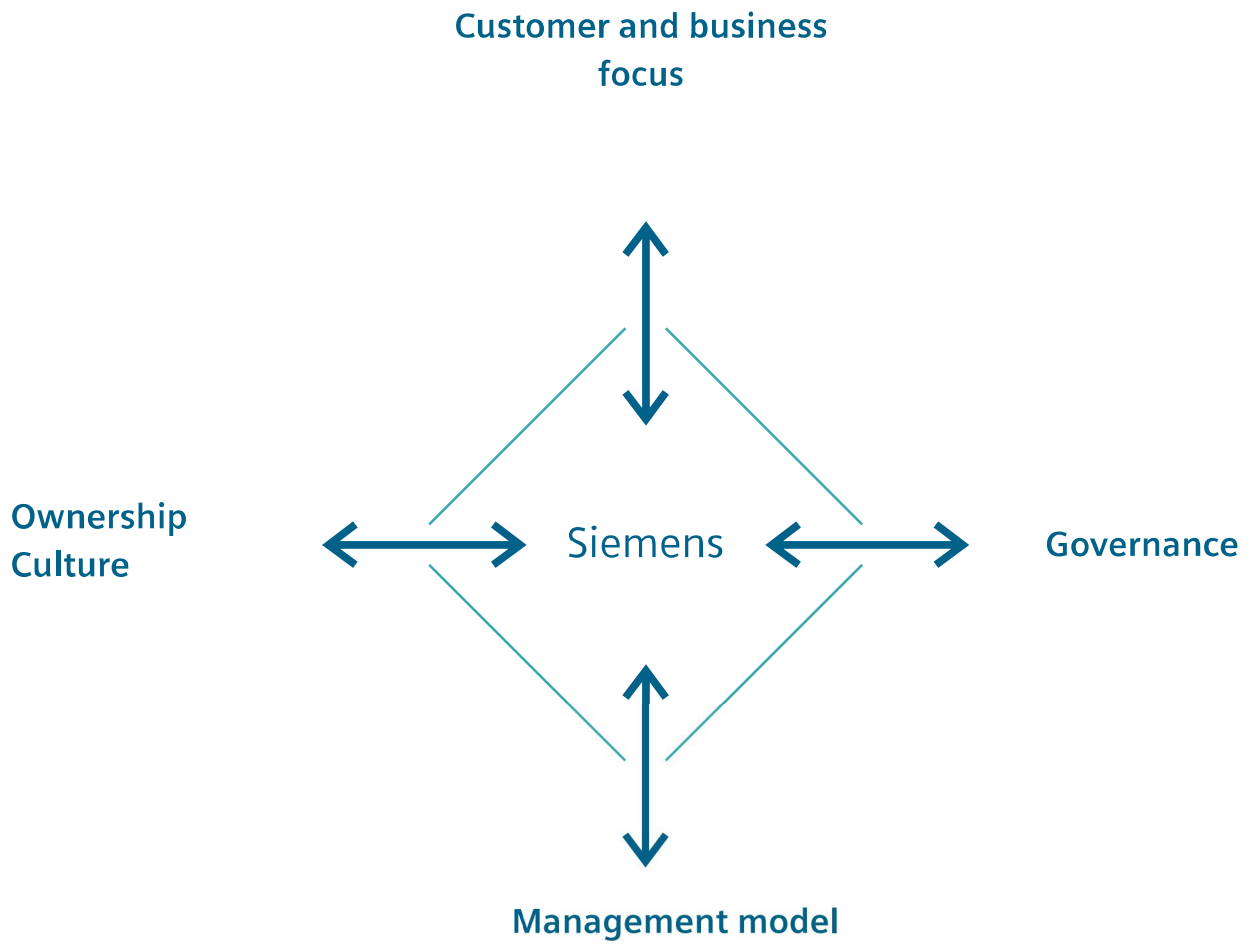 Customer and business
focus
Ownership
Culture
Siemens
Governance
Management model